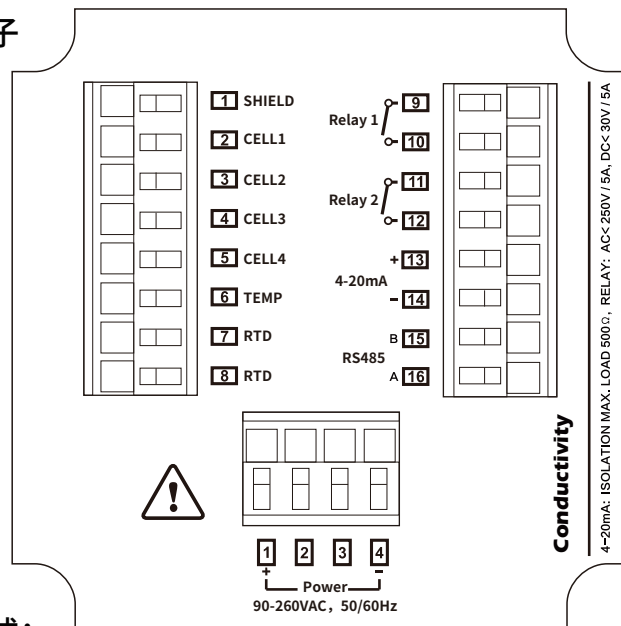 子
1 SHIELD
2 CELL1
3 CELL2
4 CELL3
5 CELL4
6 TEMP
7 RTD
8 RTD
Relay 1
9
10
Relay 2
11
12
+ 13
4-20mA
- 14
B 15
RS485
A 16
Conductivity
4-20mA: ISOLATION MAX. LOAD 500Ω, RELAY: AC< 250V / 5A, DC< 30V / 5A
!
1 2 3 4
+ -
Power
90-260VAC, 50/60Hz